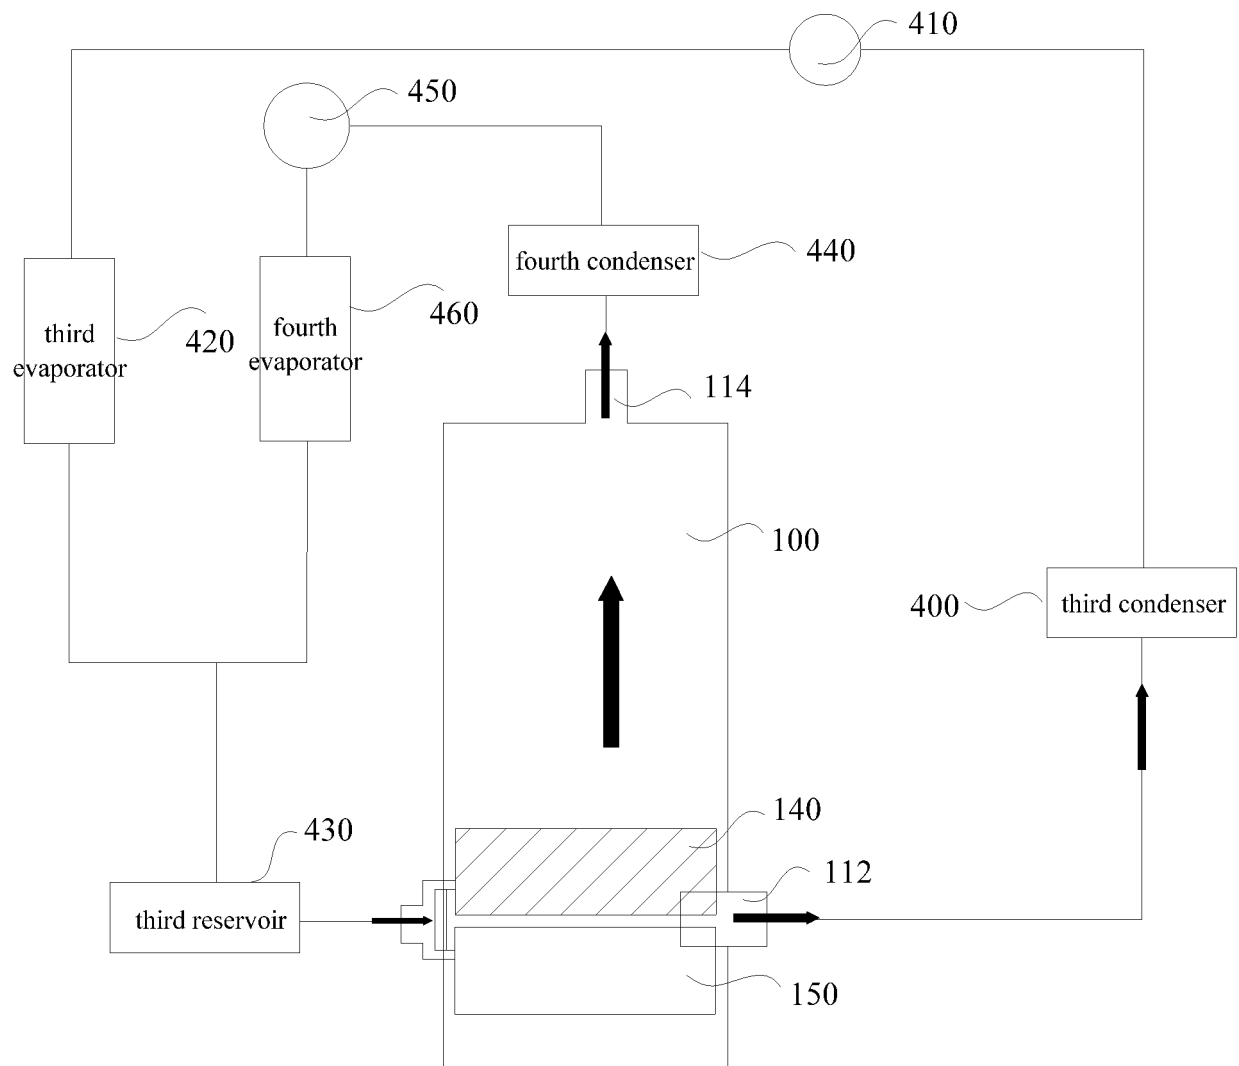 410
450
fourth condenser
440
third
evaporator
420
fourth
evaporator
460
114
100
400
third condenser
140
430
112
third reservoir
150